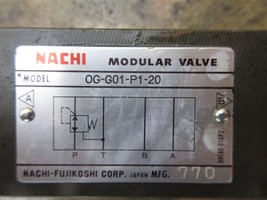 NACHI MODULAR VALVE
MODEL OG-G01-P1-20
A B
P T B A
NACHI-FUJIKOSHI CORP. JAPAN MFG. 770